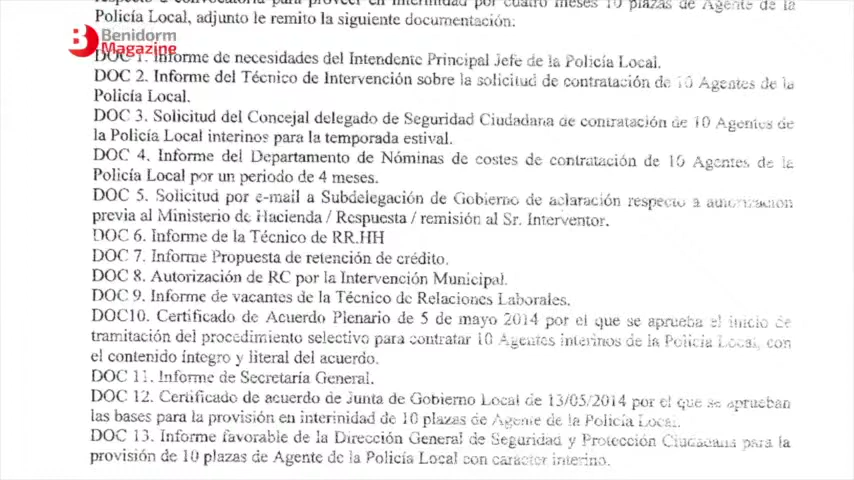 respecto a convocatoria para proveer en interinidad por cuatro meses 10 plazas de Agente de la
Policía Local, adjunto le remito la siguiente documentación:
Benidorm
Magazine
DOC 1. Informe de necesidades del Intendente Principal Jefe de la Policía Local.
DOC 2. Informe del Técnico de Intervención sobre la solicitud de contratación de 10 Agentes de la
Policía Local.
DOC 3. Solicitud del Concejal delegado de Seguridad Ciudadana de contratación de 10 Agentes de
la Policía Local interinos para la temporada estival.
DOC 4. Informe del Departamento de Nóminas de costes de contratación de 10 Agentes de la
Policía Local por un periodo de 4 meses.
DOC 5. Solicitud por e-mail a Subdelegación de Gobierno de aclaración respecto a autorización
previa al Ministerio de Hacienda / Respuesta / remisión al Sr. Interventor.
DOC 6. Informe de la Técnico de RR.HH
DOC 7. Informe Propuesta de retención de crédito.
DOC 8. Autorización de RC por la Intervención Municipal.
DOC 9. Informe de vacantes de la Técnico de Relaciones Laborales.
DOC10. Certificado de Acuerdo Plenario de 5 de mayo 2014 por el que se aprueba el inicio de
tramitación del procedimiento selectivo para contratar 10 Agentes interinos de la Policía Local, con
el contenido íntegro y literal del acuerdo.
DOC 11. Informe de Secretaría General.
DOC 12. Certificado de acuerdo de Junta de Gobierno Local de 13/05/2014 por el que se aprueban
las bases para la provisión en interinidad de 10 plazas de Agente de la Policía Local.
DOC 13. Informe favorable de la Dirección General de Seguridad y Protección Ciudadana para la
provisión de 10 plazas de Agente de la Policía Local con carácter interino.